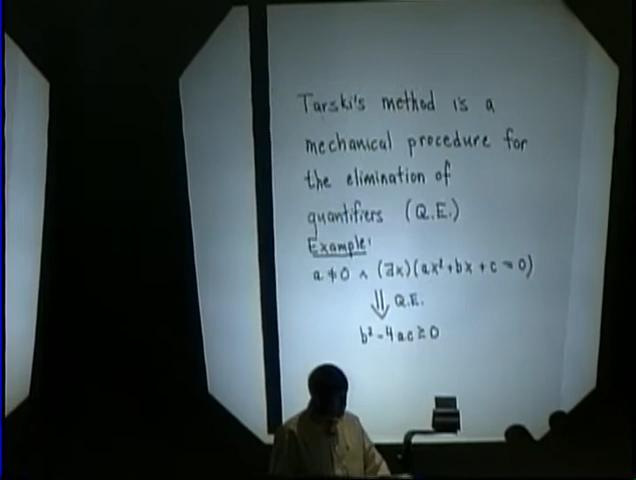 Tarski's method is a
mechanical procedure for
the elimination of
quantifiers (Q.E.)
Example:
a ≠ 0 ∧ (∃x)(ax²+bx+c=0)
⇓ Q.E.
b²-4ac≥0